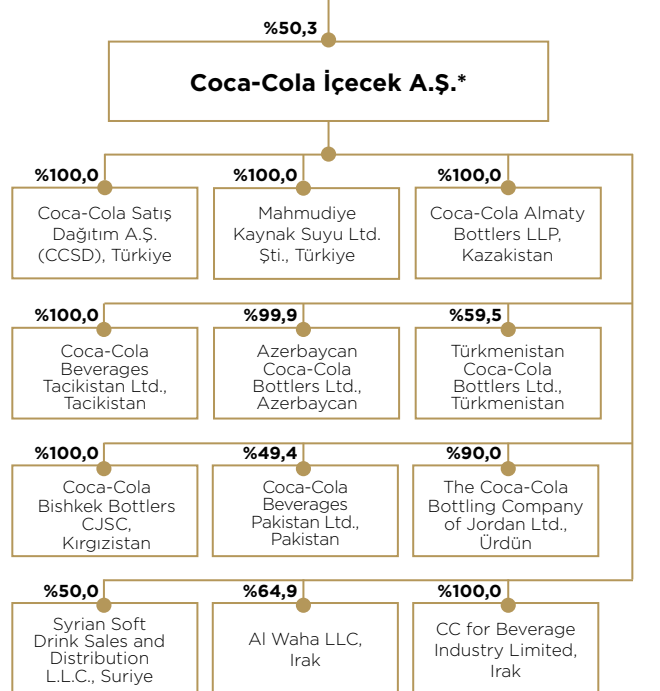 %50,3
Coca-Cola İçecek A.Ş.*
%100,0
Coca-Cola Satış
Dağıtım A.Ş.
(CCSD), Türkiye
%100,0
Mahmudiye
Kaynak Suyu Ltd.
Şti., Türkiye
%100,0
Coca-Cola Almaty
Bottlers LLP,
Kazakistan
%100,0
Coca-Cola
Beverages
Tacikistan Ltd.,
Tacikistan
%99,9
Azerbaycan
Coca-Cola
Bottlers Ltd.,
Azerbaycan
%59,5
Türkmenistan
Coca-Cola
Bottlers Ltd.,
Türkmenistan
%100,0
Coca-Cola
Bishkek Bottlers
CJSC,
Kırgızistan
%49,4
Coca-Cola
Beverages
Pakistan Ltd.,
Pakistan
%90,0
The Coca-Cola
Bottling Company
of Jordan Ltd.,
Ürdün
%50,0
Syrian Soft
Drink Sales and
Distribution
L.L.C., Suriye
%64,9
Al Waha LLC,
Irak
%100,0
CC for Beverage
Industry Limited,
Irak